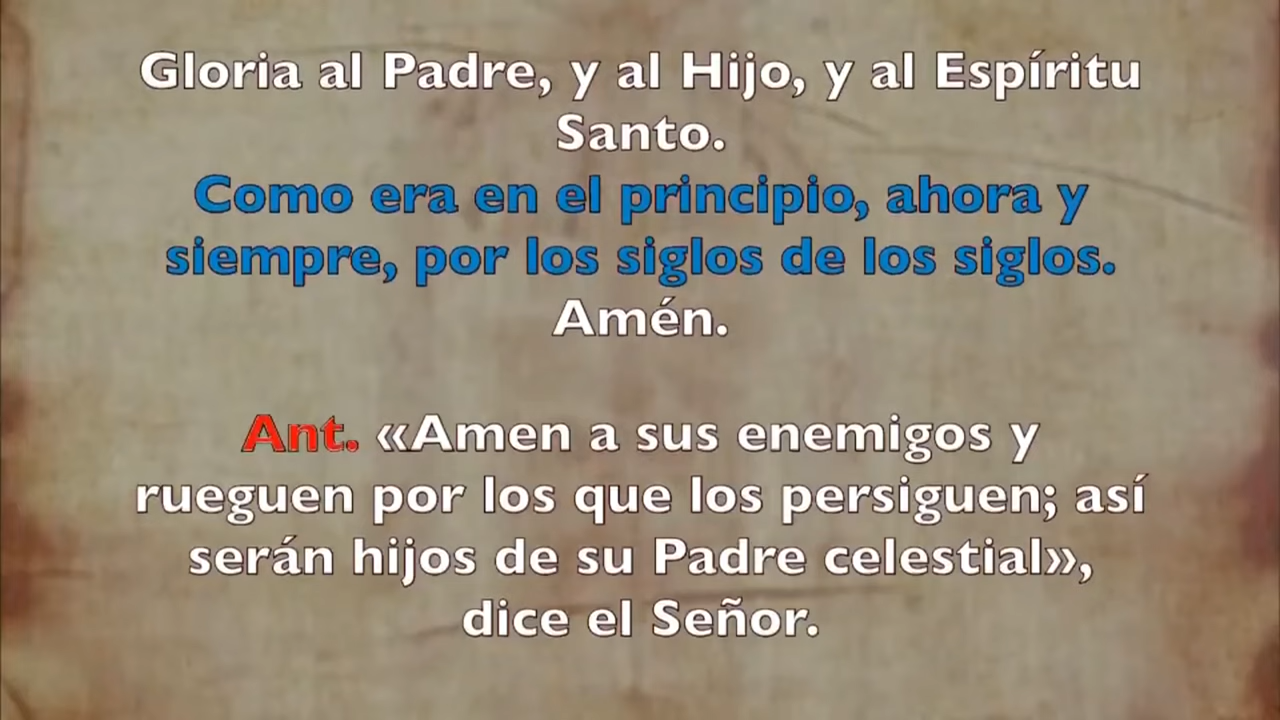 Gloria al Padre, y al Hijo, y al Espíritu
Santo.
Como era en el principio, ahora y
siempre, por los siglos de los siglos.
Amén.
Ant. «Amen a sus enemigos y
rueguen por los que los persiguen; así
serán hijos de su Padre celestial»,
dice el Señor.